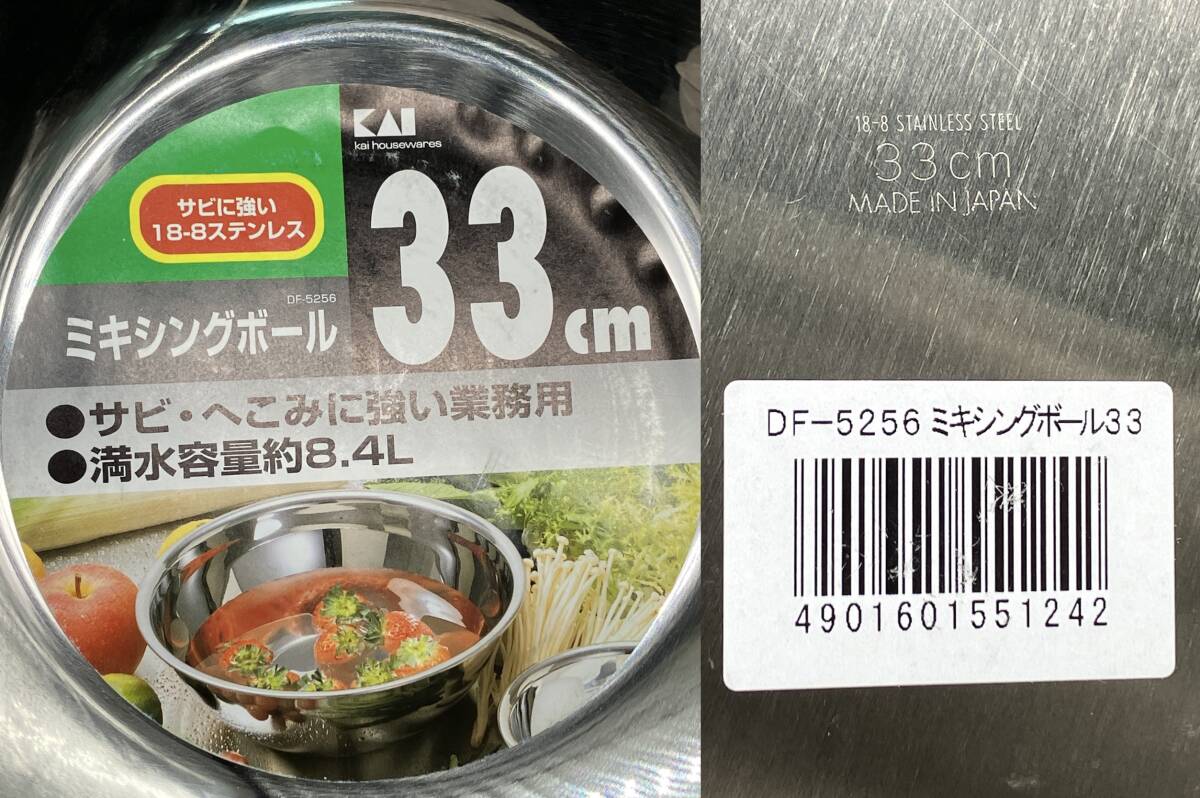 KAI
kai housewares
サビに強い
18-8ステンレス
33cm
DF-5256
ミキシングボール
●サビ・へこみに強い業務用
●満水容量約8.4L
18-8 STAINLESS STEEL
33cm
MADE IN JAPAN
DF-5256 ミキシングボール33
4901601551242